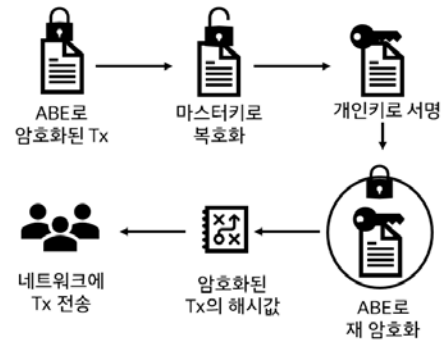 ABE로
암호화된 Tx
마스터키로
복호화
개인키로 서명
네트워크에
Tx 전송
암호화된
Tx의 해시값
ABE로
재 암호화